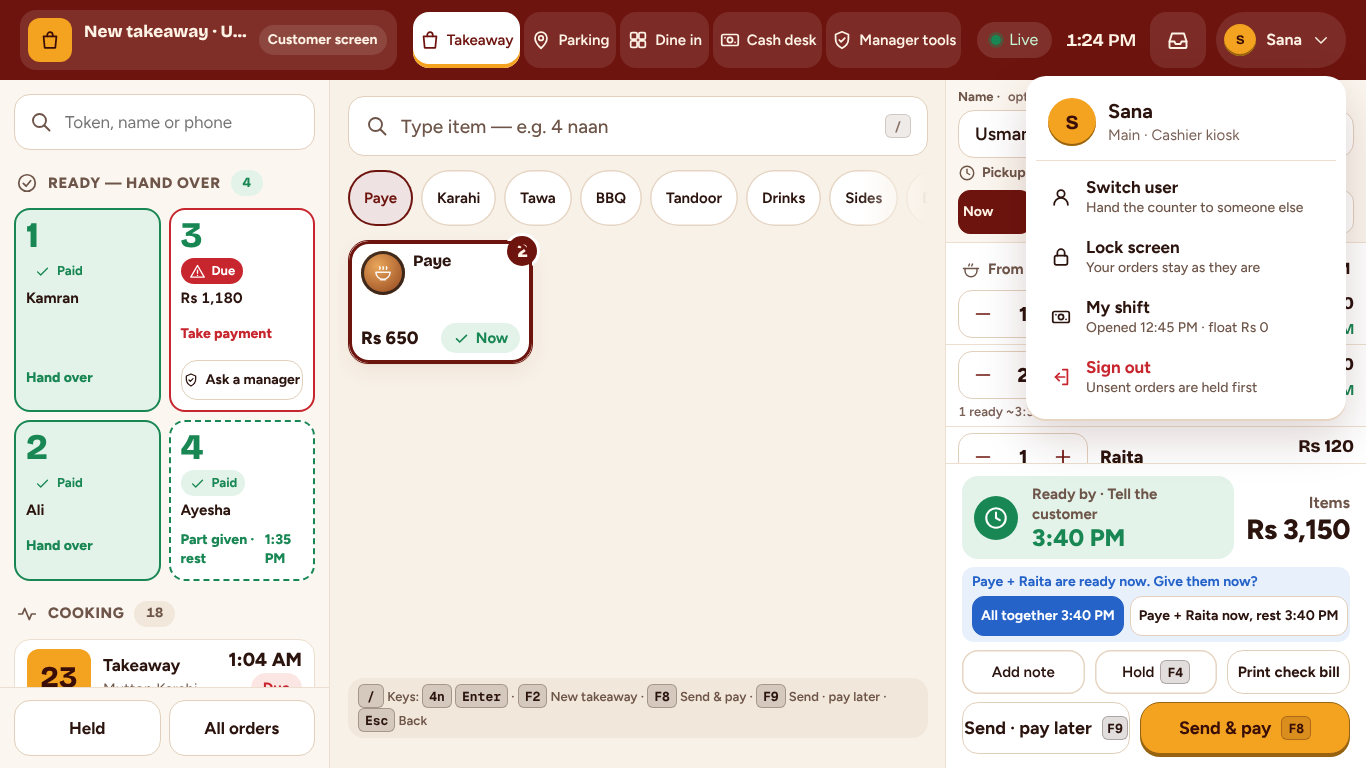 New takeaway · U...
Customer screen
Takeaway
Parking
Dine in
Cash desk
Manager tools
Live
1:24 PM
S
Sana
Token, name or phone
READY — HAND OVER 4
1
Paid
Kamran
Hand over
3
Due
Rs 1,180
Take payment
Ask a manager
2
Paid
Ali
Hand over
4
Paid
Ayesha
Part given · rest
1:35 PM
COOKING 18
23
Takeaway
1:04 AM
Mutton Karahi
Due
Held
All orders
Type item — e.g. 4 naan
/
Paye
Karahi
Tawa
BBQ
Tandoor
Drinks
Sides
Paye
2
Rs 650
Now
/ Keys: 4n Enter · F2 New takeaway · F8 Send & pay · F9 Send · pay later ·
Esc Back
Name ·
Usman
Pickup
Now
From
1
2
1 ready ~3:
S
Sana
Main · Cashier kiosk
Switch user
Hand the counter to someone else
Lock screen
Your orders stay as they are
My shift
Opened 12:45 PM · float Rs 0
Sign out
Unsent orders are held first
1
Raita
Rs 120
Ready by · Tell the
customer
3:40 PM
Items
Rs 3,150
Paye + Raita are ready now. Give them now?
All together 3:40 PM
Paye + Raita now, rest 3:40 PM
Add note
Hold F4
Print check bill
Send · pay later F9
Send & pay F8